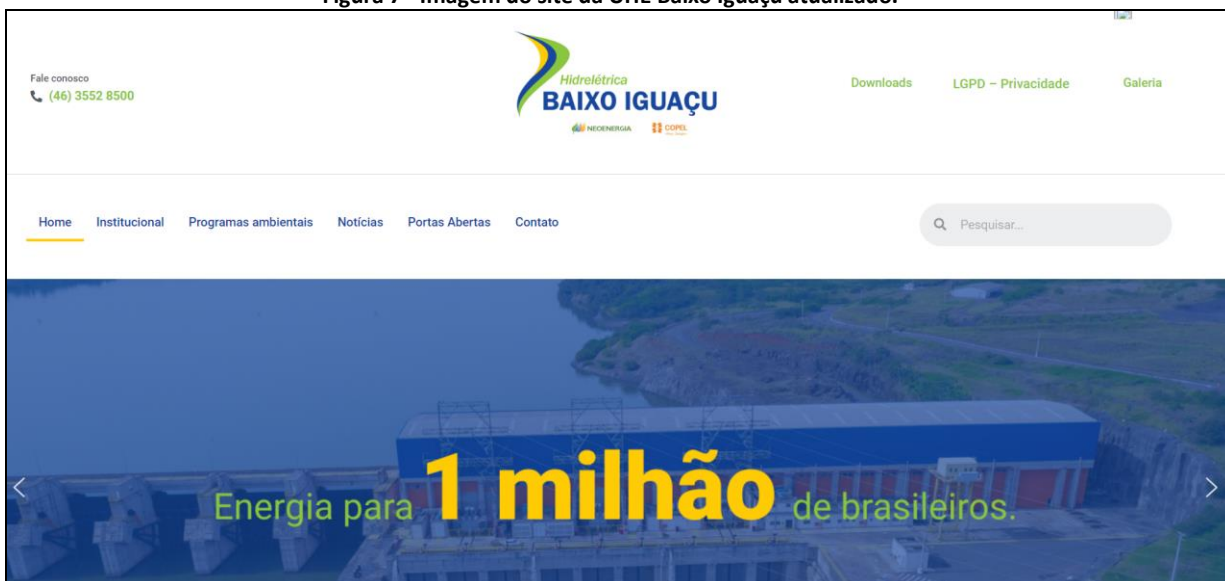 Figura 7 - Imagem do site da UHE Baixo Iguaçu atualizado.
Fale conosco
(46) 3552 8500
Hidrelétrica
BAIXO IGUAÇU
NEOENERGIA COPEL
Downloads LGPD – Privacidade Galeria
Home Institucional Programas ambientais Notícias Portas Abertas Contato
Pesquisar...
Energia para 1 milhão de brasileiros.